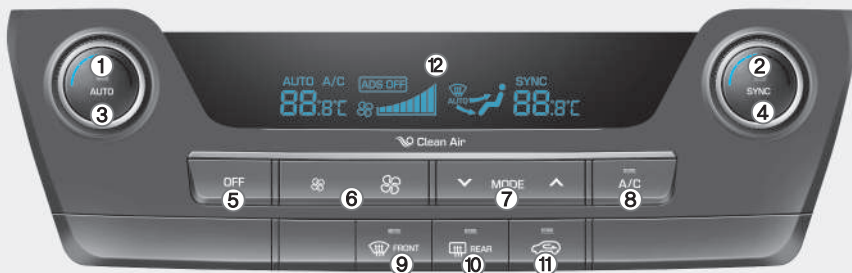 ① ②
AUTO SYNC
③ ④
⑫
AUTO A/C ADS OFF AUTO SYNC
88:8℃ 88:8℃
Clean Air
OFF MODE A/C
⑤ ⑥ ⑦ ⑧
FRONT REAR
⑨ ⑩ ⑪